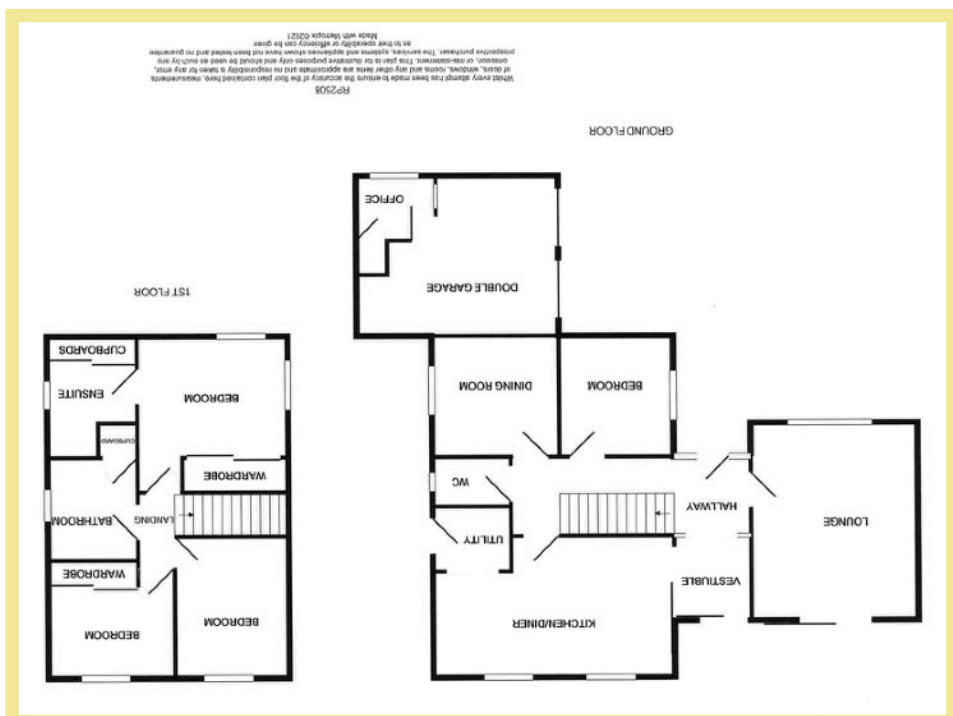 KITCHEN/DINER
VESTIUBLE
UTILITY
LOUNGE
HALLWAY
WC
BEDROOM
DINING ROOM
DOUBLE GARAGE
OFFICE
GROUND FLOOR
BEDROOM
BEDROOM
WARDROBE
LANDING
BATHROOM
WARDROBE
CUPBOARD
BEDROOM
ENSUITE
CUPBOARDS
1ST FLOOR
RP2508
Whilst every attempt has been made to ensure the accuracy of the floor plan contained here, measurements
of doors, windows, rooms and any other items are approximate and no responsibility is taken for any error,
omission, or mis-statement. This plan is for illustrative purposes only and should be used as such by any
prospective purchaser. The services, systems and appliances shown have not been tested and no guarantee
as to their operability or efficiency can be given
Made with Metropix ©2021